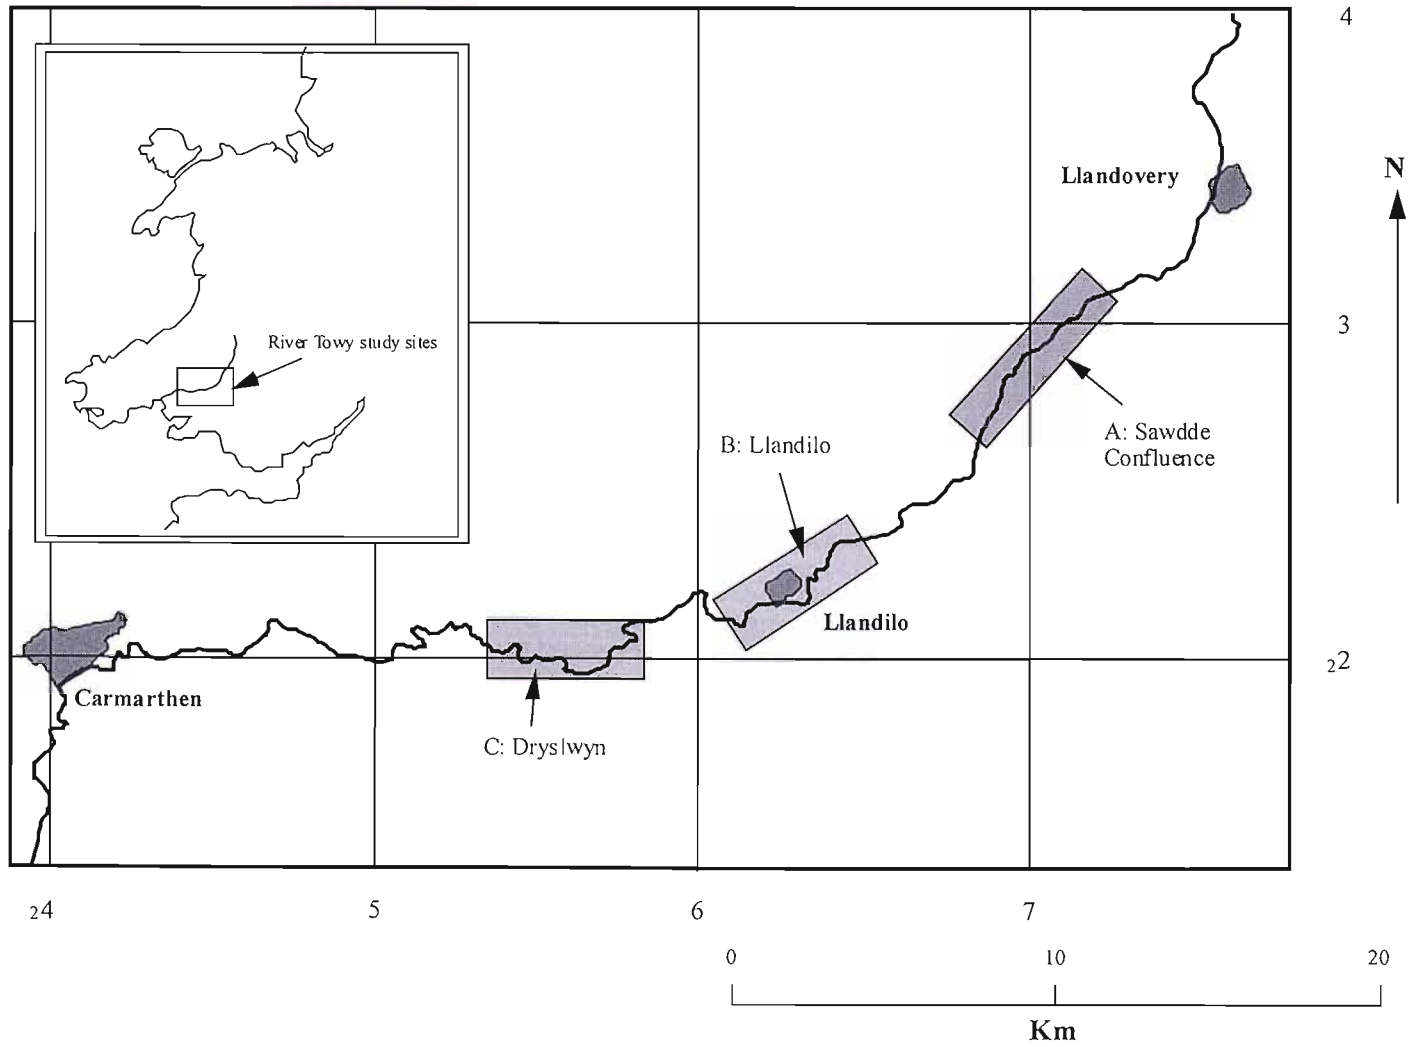 4
N
Llandovery
3
River Towy study sites
A: Sawdde
Confluence
B: Llandilo
Llandilo
22
Carmarthen
C: Dryslwyn
24 5 6 7
0 10 20
Km